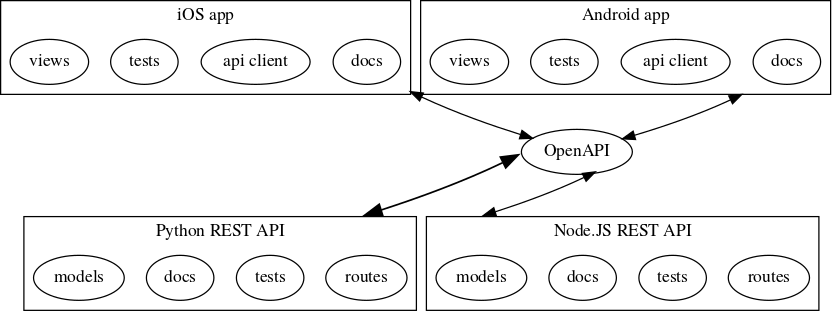 iOS app
views tests api client docs
Android app
views tests api client docs
OpenAPI
Python REST API
models docs tests routes
Node.JS REST API
models docs tests routes